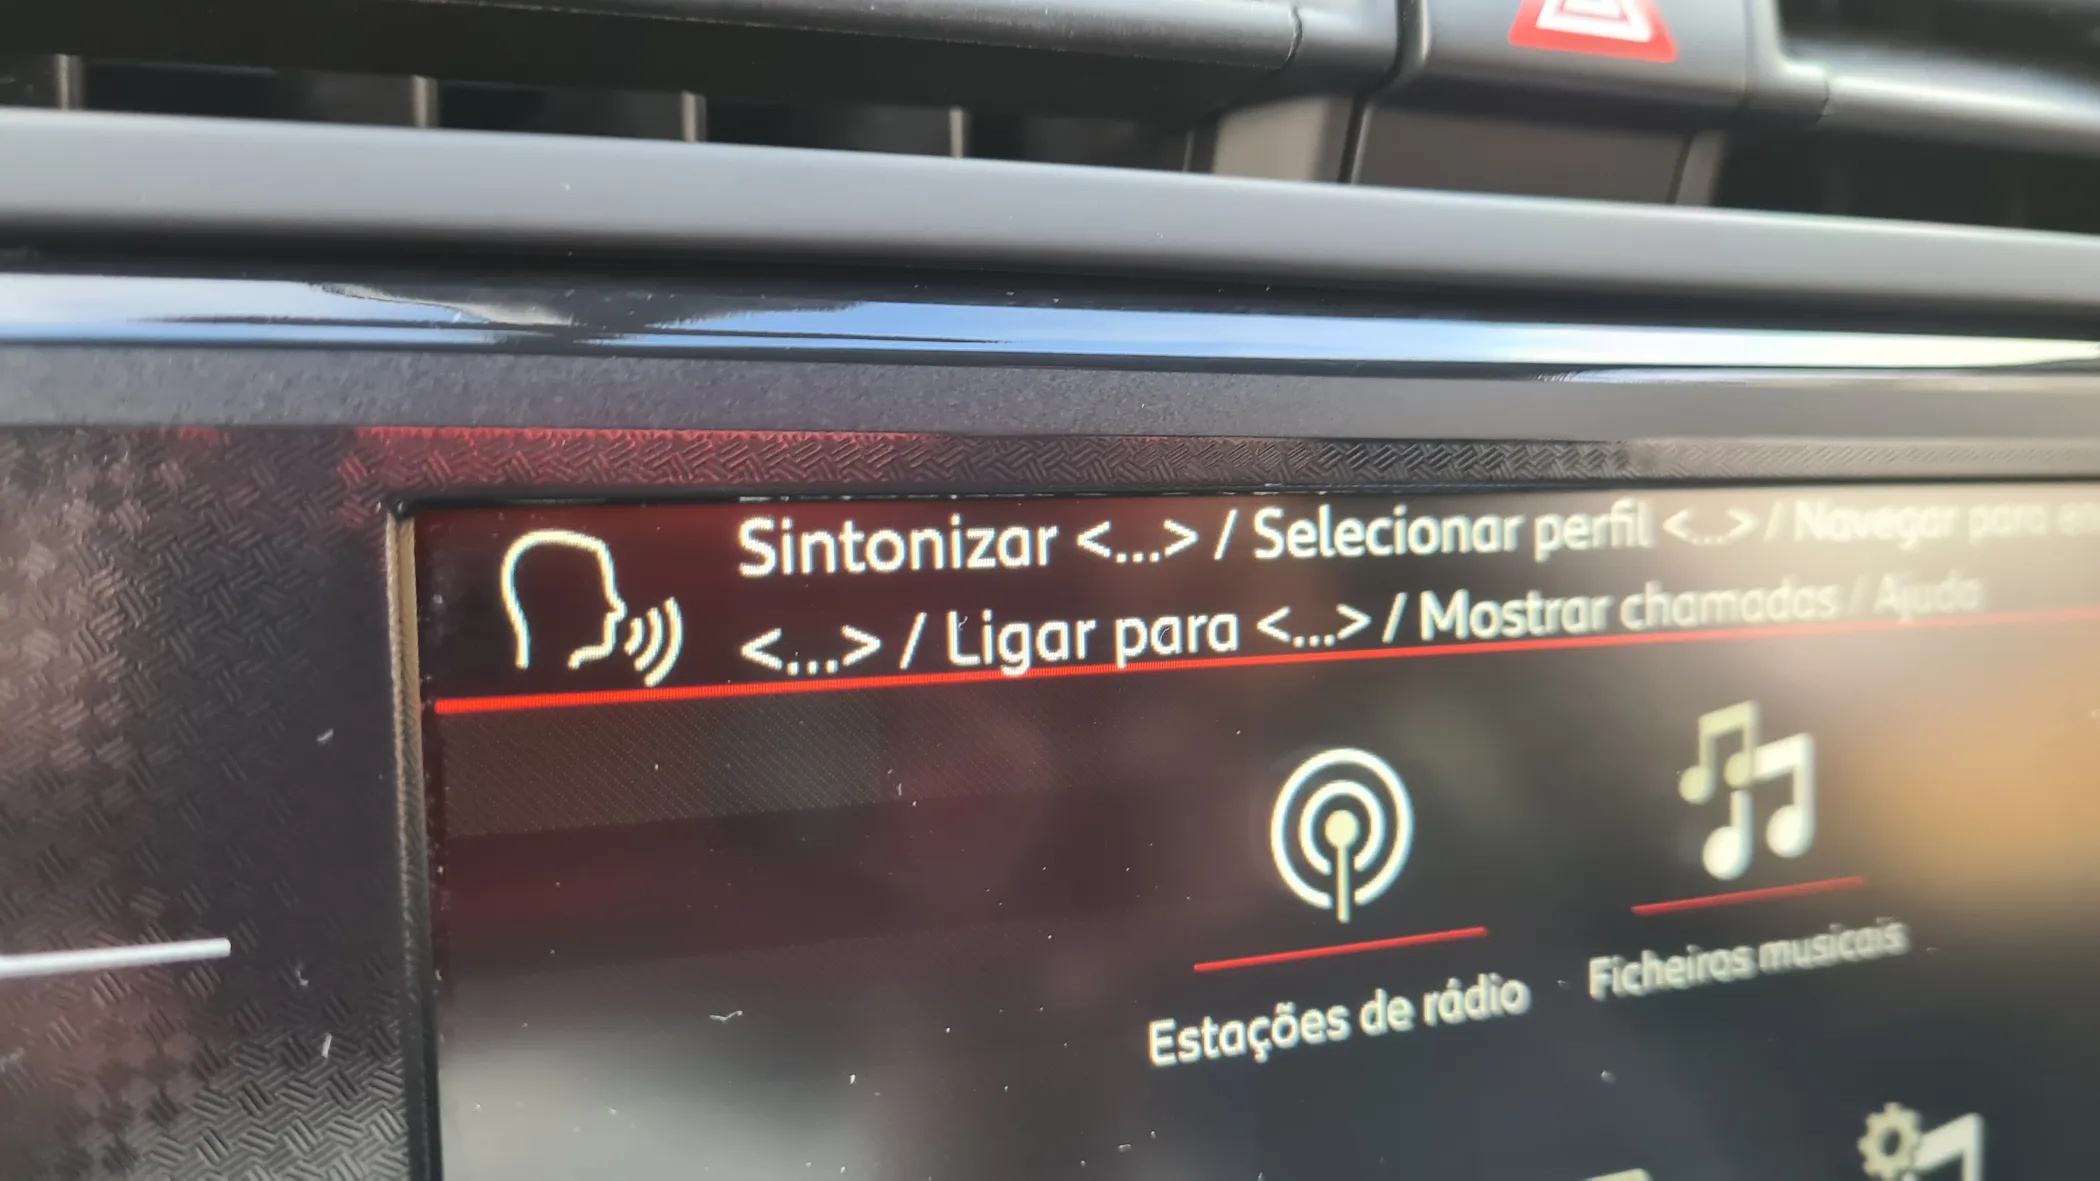 Sintonizar <...> / Selecionar perfil <...> / Navegar para
<...> / Ligar para <...> / Mostrar chamadas / Ajuda
Ficheiros musicais
Estações de rádio